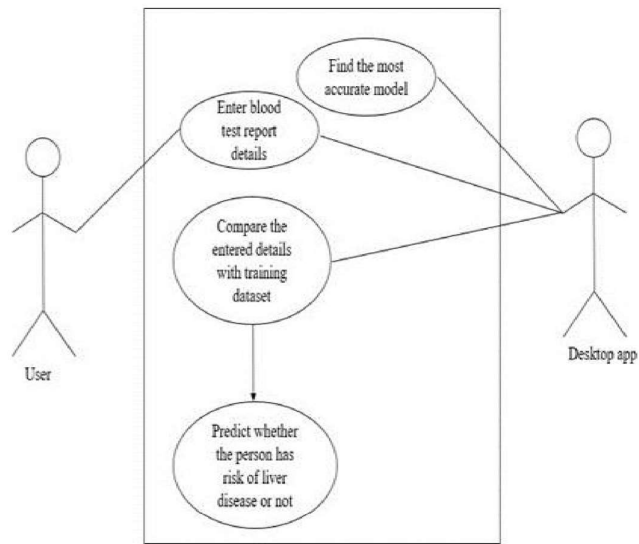 Find the most
accurate model
Enter blood
test report
details
Compare the
entered details
with training
dataset
User
Desktop app
Predict whether
the person has
risk of liver
disease or not